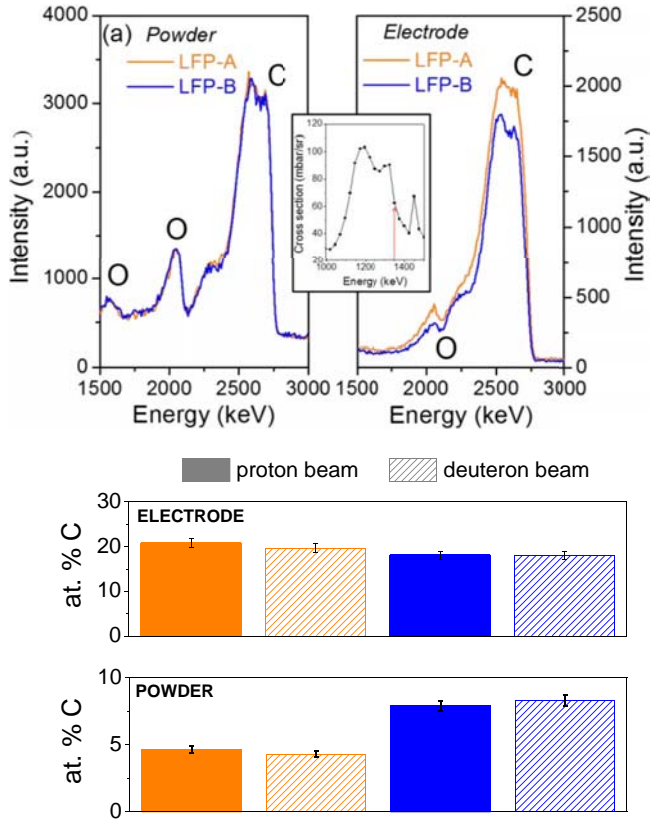 (a) Powder
LFP-A
LFP-B
C
O
O
Intensity (a.u.)
4000
3000
2000
1000
0
1500 2000 2500 3000
Energy (keV)
Cross section (mbar/sr)
120
100
80
60
40
20
1000 1200 1400
Energy (keV)
Electrode
LFP-A
LFP-B
C
O
2500
2000
1500
1000
500
0
Intensity (a.u.)
1500 2000 2500 3000
Energy (keV)
proton beam deuteron beam
ELECTRODE
at. % C
30
20
10
0
POWDER
at. % C
10
5
0